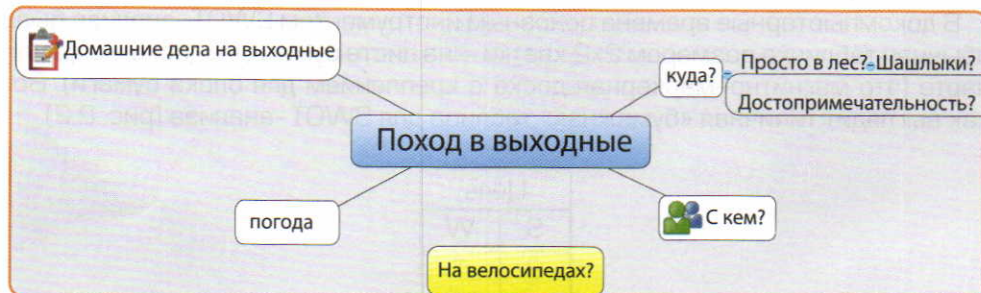 Домашние дела на выходные
куда?
Просто в лес? Шашлыки?
Достопримечательность?
Поход в выходные
погода
С кем?
На велосипедах?